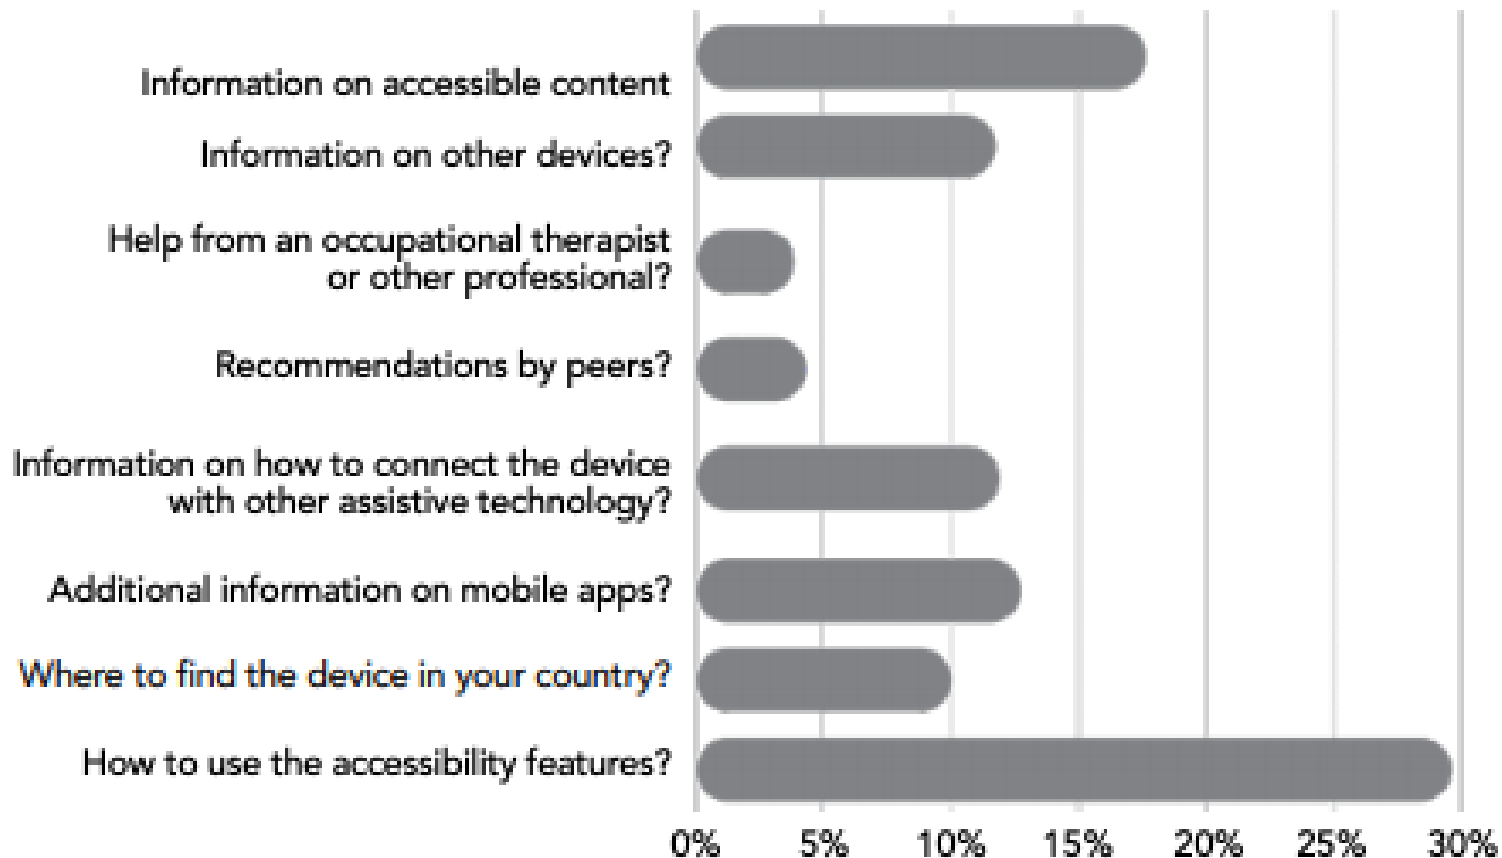 Information on accessible content
Information on other devices?
Help from an occupational therapist
or other professional?
Recommendations by peers?
Information on how to connect the device
with other assistive technology?
Additional information on mobile apps?
Where to find the device in your country?
How to use the accessibility features?
0% 5% 10% 15% 20% 25% 30%